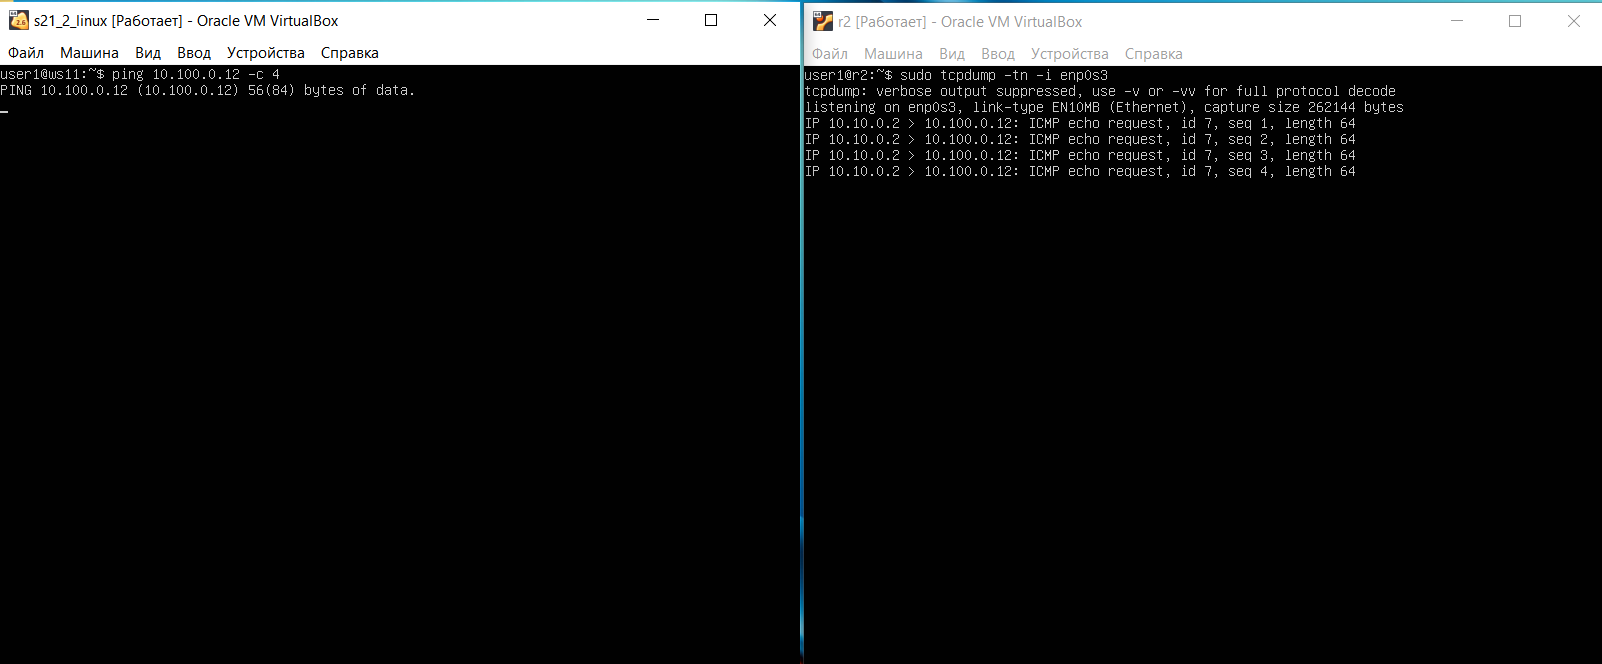 s21_2_linux [Работает] - Oracle VM VirtualBox
Файл Машина Вид Ввод Устройства Справка
user1@ws11:~$ ping 10.100.0.12 -c 4
PING 10.100.0.12 (10.100.0.12) 56(84) bytes of data.
r2 [Работает] - Oracle VM VirtualBox
Файл Машина Вид Ввод Устройства Справка
user1@r2:~$ sudo tcpdump -tn -i enp0s3
tcpdump: verbose output suppressed, use -v or -vv for full protocol decode
listening on enp0s3, link-type EN10MB (Ethernet), capture size 262144 bytes
IP 10.10.0.2 > 10.100.0.12: ICMP echo request, id 7, seq 1, length 64
IP 10.10.0.2 > 10.100.0.12: ICMP echo request, id 7, seq 2, length 64
IP 10.10.0.2 > 10.100.0.12: ICMP echo request, id 7, seq 3, length 64
IP 10.10.0.2 > 10.100.0.12: ICMP echo request, id 7, seq 4, length 64